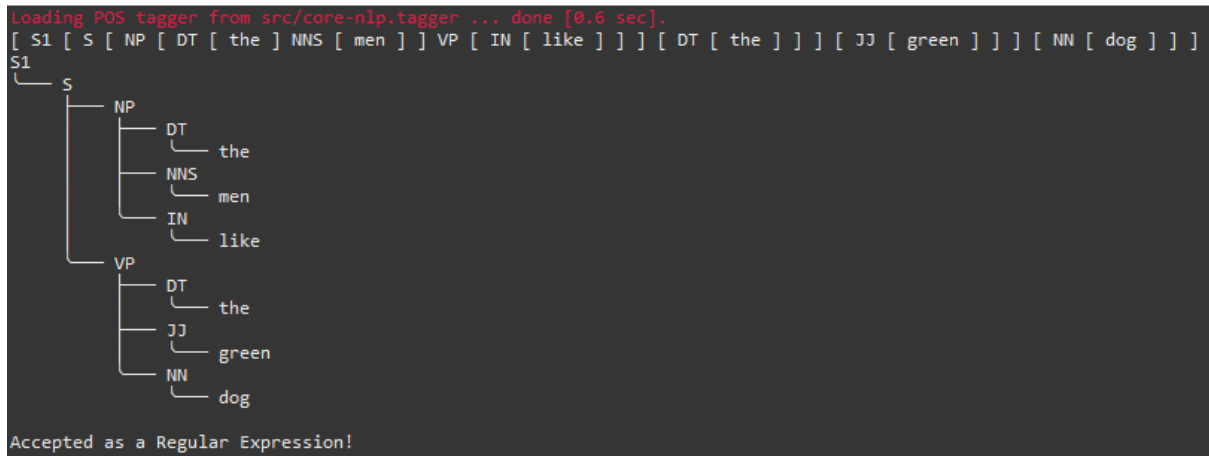 Loading POS tagger from src/core-nlp.tagger ... done [0.6 sec].
[ S1 [ S [ NP [ DT [ the ] NNS [ men ] ] VP [ IN [ like ] ] ] [ DT [ the ] ] ] [ JJ [ green ] ] ] [ NN [ dog ] ] ]
S1
S
NP
DT
the
NNS
men
IN
like
VP
DT
the
JJ
green
NN
dog
Accepted as a Regular Expression!